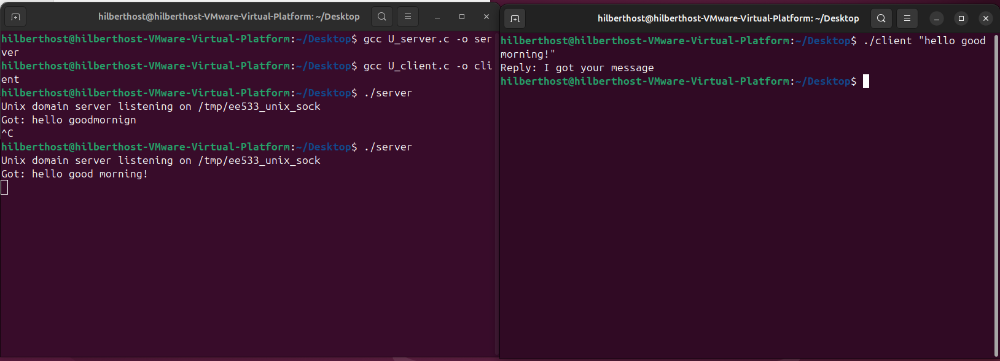 hilberthost@hilberthost-VMware-Virtual-Platform: ~/Desktop
hilberthost@hilberthost-VMware-Virtual-Platform:~/Desktop$ gcc U_server.c -o ser
ver
hilberthost@hilberthost-VMware-Virtual-Platform:~/Desktop$ gcc U_client.c -o cli
ent
hilberthost@hilberthost-VMware-Virtual-Platform:~/Desktop$ ./server
Unix domain server listening on /tmp/ee533_unix_sock
Got: hello goodmornign
^C
hilberthost@hilberthost-VMware-Virtual-Platform:~/Desktop$ ./server
Unix domain server listening on /tmp/ee533_unix_sock
Got: hello good morning!
hilberthost@hilberthost-VMware-Virtual-Platform: ~/Desktop
hilberthost@hilberthost-VMware-Virtual-Platform:~/Desktop$ ./client "hello good
morning!"
Reply: I got your message
hilberthost@hilberthost-VMware-Virtual-Platform:~/Desktop$